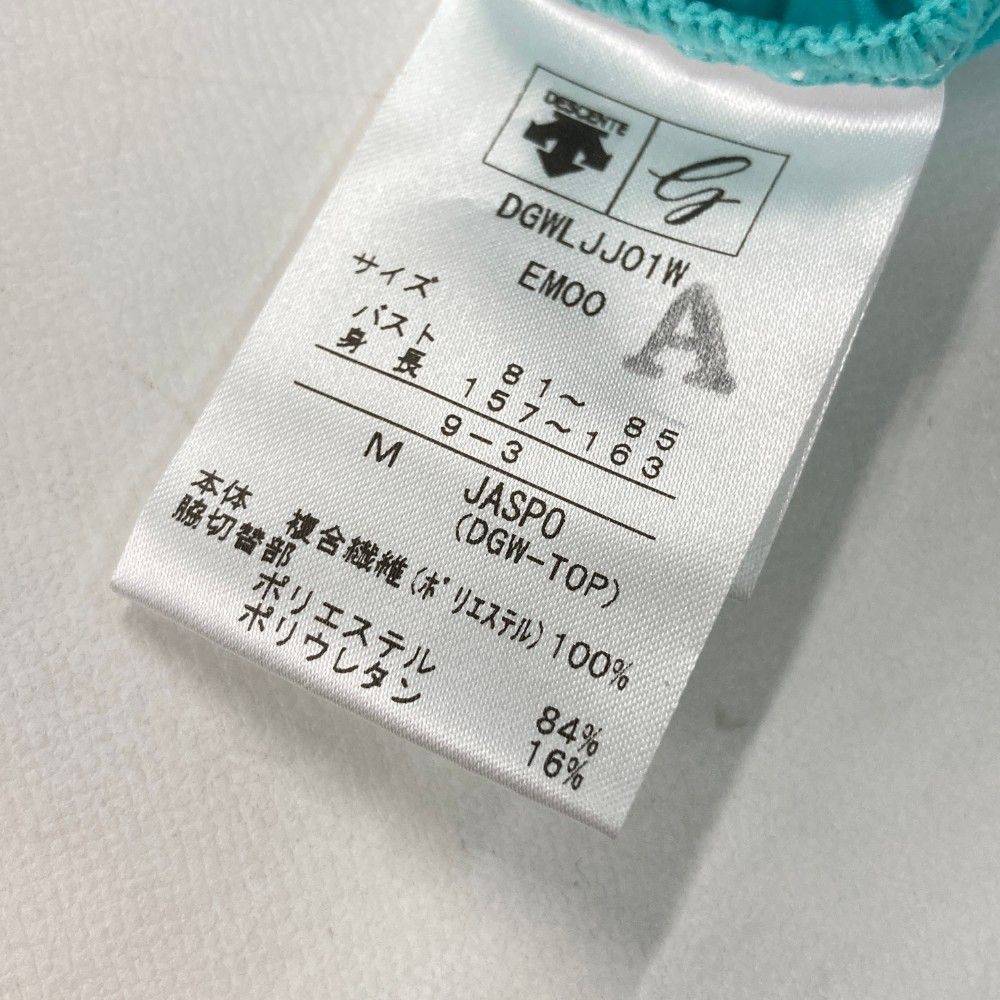 DESCENTE G
DGWLJJ01W
EM00
A
サイズ
バスト 81～ 85
身長 157～163
9-3
M JASPO
(DGW-TOP)
本体 複合繊維(ポリエステル)100%
脇切替部
ポリエステル 84%
ポリウレタン 16%